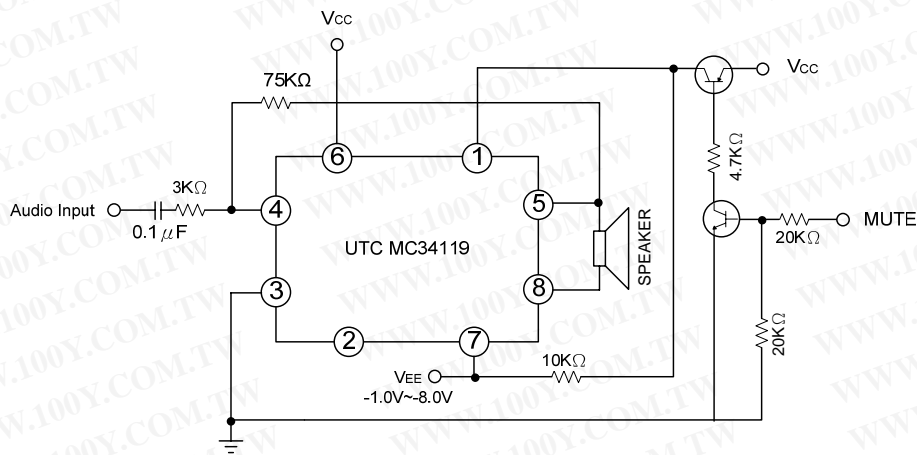 VCC
75KΩ
VCC
6
1
4.7KΩ
3KΩ
Audio Input
4
5
MUTE
0.1μF
20KΩ
UTC MC34119
SPEAKER
3
8
20KΩ
2
7
10KΩ
VEE
-1.0V~-8.0V
WWW.100Y.COM.TW